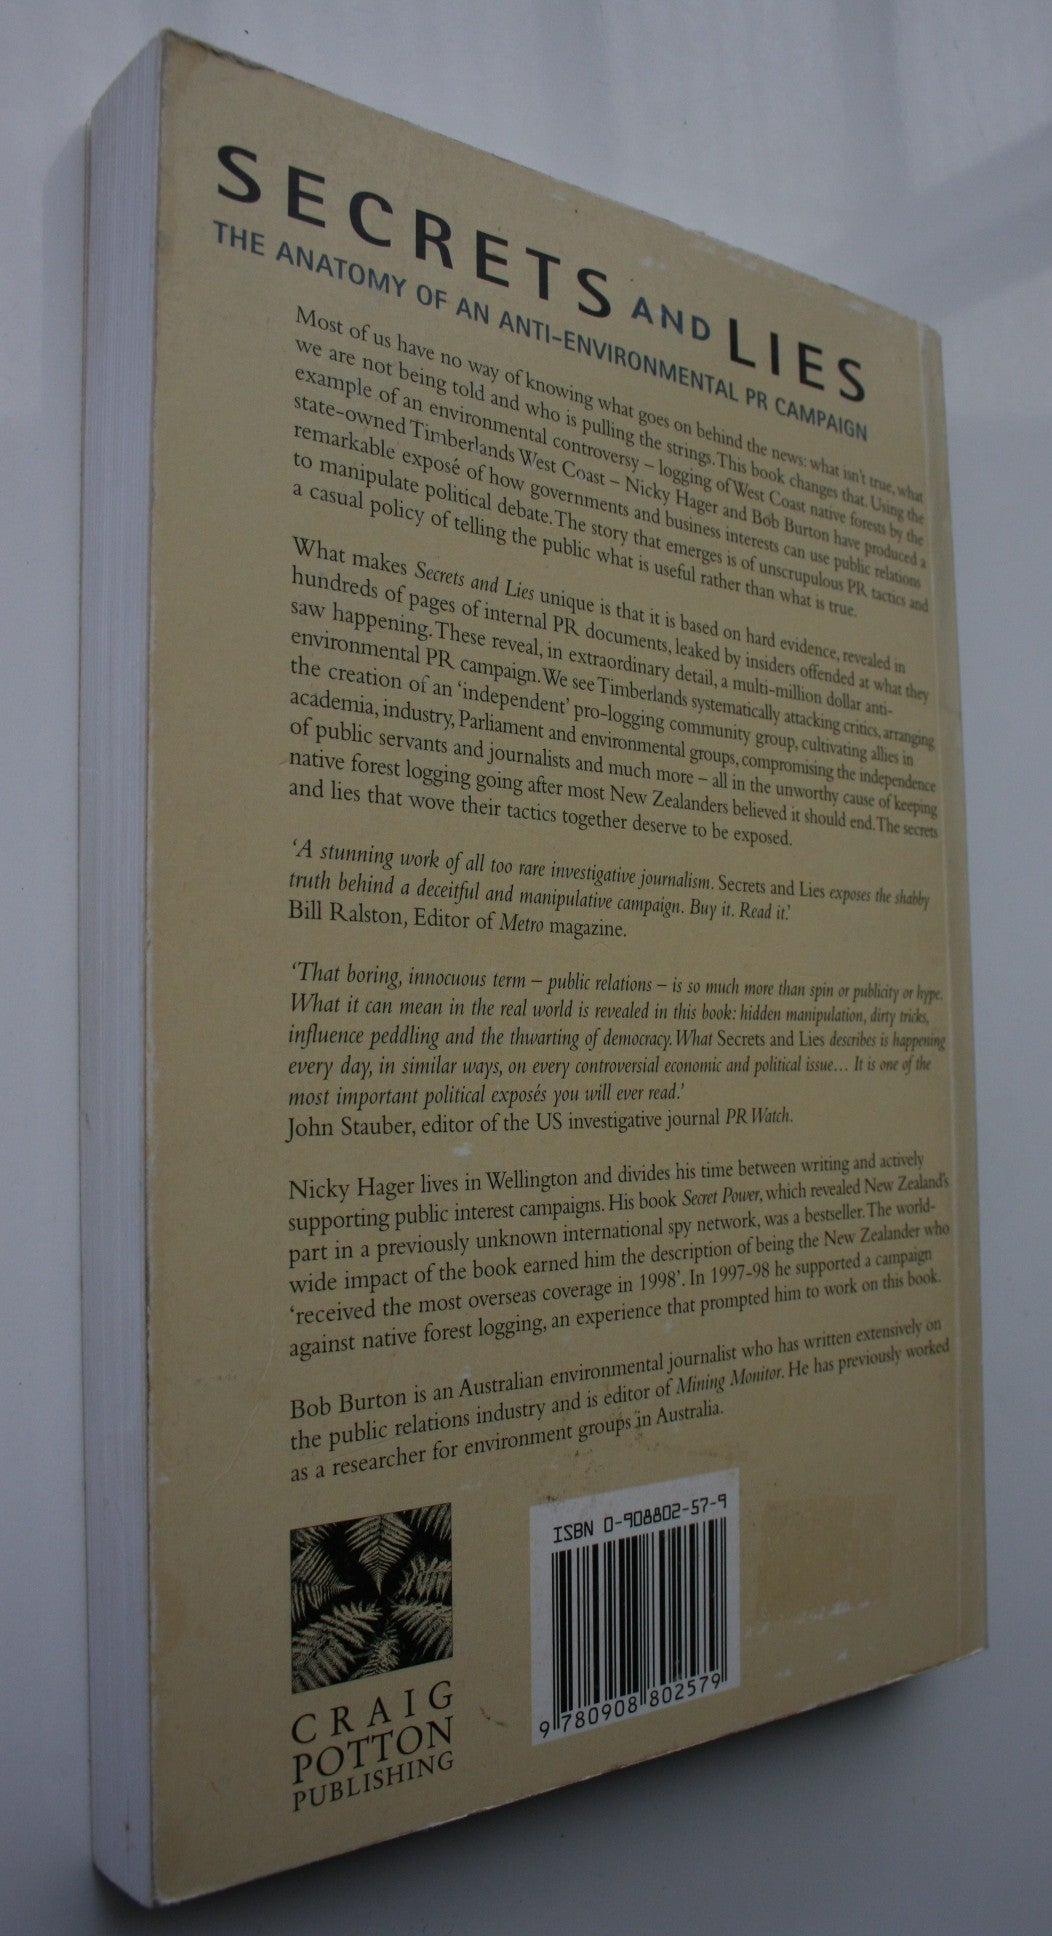 SECRETS AND LIES
THE ANATOMY OF AN ANTI-ENVIRONMENTAL PR CAMPAIGN
Most of us have no way of knowing what goes on behind the news: what isn't true, what
we are not being told and who is pulling the strings. This book changes that. Using the
example of an environmental controversy – logging of West Coast native forests by the
state-owned Timberlands West Coast – Nicky Hager and Bob Burton have produced a
remarkable exposé of how governments and business interests can use public relations
to manipulate political debate. The story that emerges is of unscrupulous PR tactics and
a casual policy of telling the public what is useful rather than what is true.
What makes Secrets and Lies unique is that it is based on hard evidence, revealed in
hundreds of pages of internal PR documents, leaked by insiders offended at what they
saw happening. These reveal, in extraordinary detail, a multi-million dollar anti-
environmental PR campaign. We see Timberlands systematically attacking critics, arranging
the creation of an 'independent' pro-logging community group, cultivating allies in
academia, industry, Parliament and environmental groups, compromising the independence
of public servants and journalists and much more – all in the unworthy cause of keeping
native forest logging going after most New Zealanders believed it should end. The secrets
and lies that wove their tactics together deserve to be exposed.
'A stunning work of all too rare investigative journalism. Secrets and Lies exposes the shabby
truth behind a deceitful and manipulative campaign. Buy it. Read it.'
Bill Ralston, Editor of Metro magazine.
'That boring, innocuous term – public relations – is so much more than spin or publicity or hype.
What it can mean in the real world is revealed in this book: hidden manipulation, dirty tricks,
influence peddling and the thwarting of democracy. What Secrets and Lies describes is happening
every day, in similar ways, on every controversial economic and political issue... It is one of the
most important political exposés you will ever read.'
John Stauber, editor of the US investigative journal PR Watch.
Nicky Hager lives in Wellington and divides his time between writing and actively
supporting public interest campaigns. His book Secret Power, which revealed New Zealand's
part in a previously unknown international spy network, was a bestseller. The world-
wide impact of the book earned him the description of being the New Zealander who
'received the most overseas coverage in 1998'. In 1997-98 he supported a campaign
against native forest logging, an experience that prompted him to work on this book.
Bob Burton is an Australian environmental journalist who has written extensively on
the public relations industry and is editor of Mining Monitor. He has previously worked
as a researcher for environment groups in Australia.
ISBN 0-908802-57-9
9 780908 802579
CRAIG
POTTON
PUBLISHING